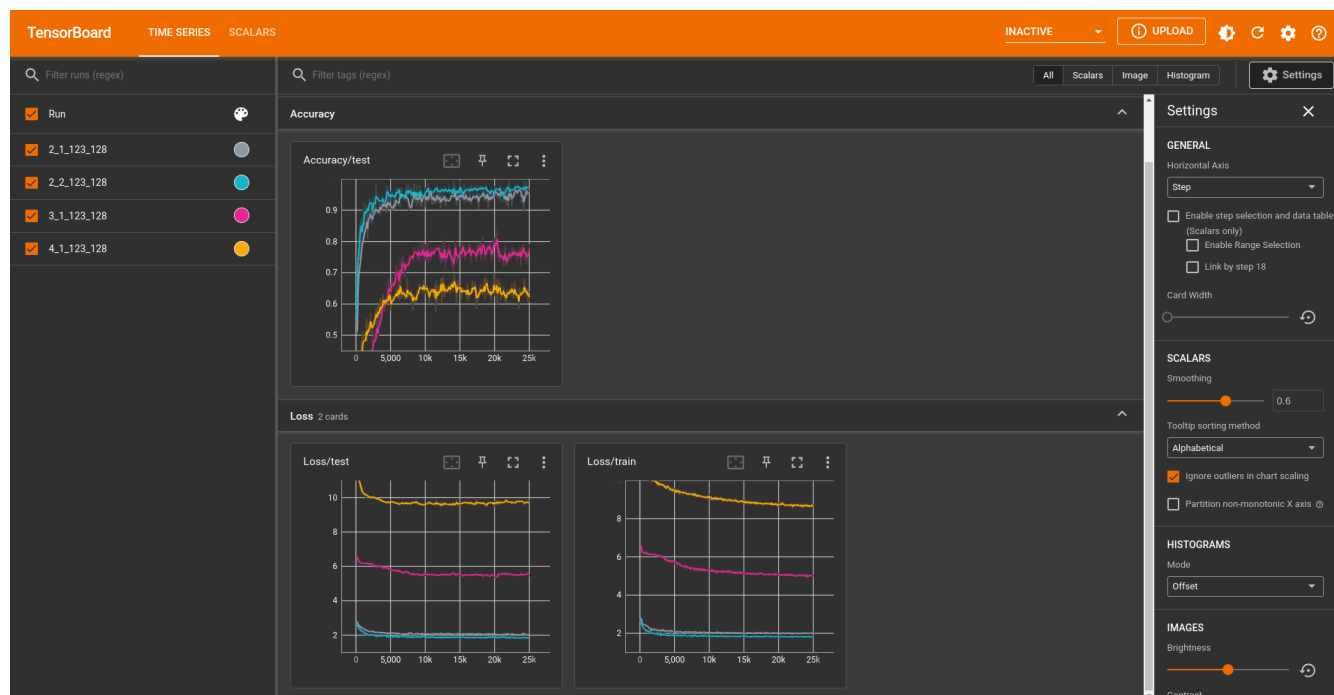 TensorBoard TIME SERIES SCALARS INACTIVE UPLOAD
Filter runs (regex)
Filter tags (regex)
All Scalars Image Histogram Settings
Run
2_1_123_128
2_2_123_128
3_1_123_128
4_1_123_128
Accuracy
Accuracy/test
0.9
0.8
0.7
0.6
0.5
0 5,000 10k 15k 20k 25k
Loss 2 cards
Loss/test
10
8
6
4
2
0 5,000 10k 15k 20k 25k
Loss/train
8
6
4
2
0 5,000 10k 15k 20k 25k
Settings
GENERAL
Horizontal Axis
Step
Enable step selection and data table
(Scalars only)
Enable Range Selection
Link by step 18
Card Width
SCALARS
Smoothing
0.6
Tooltip sorting method
Alphabetical
Ignore outliers in chart scaling
Partition non-monotonic X axis
HISTOGRAMS
Mode
Offset
IMAGES
Brightness
Contrast